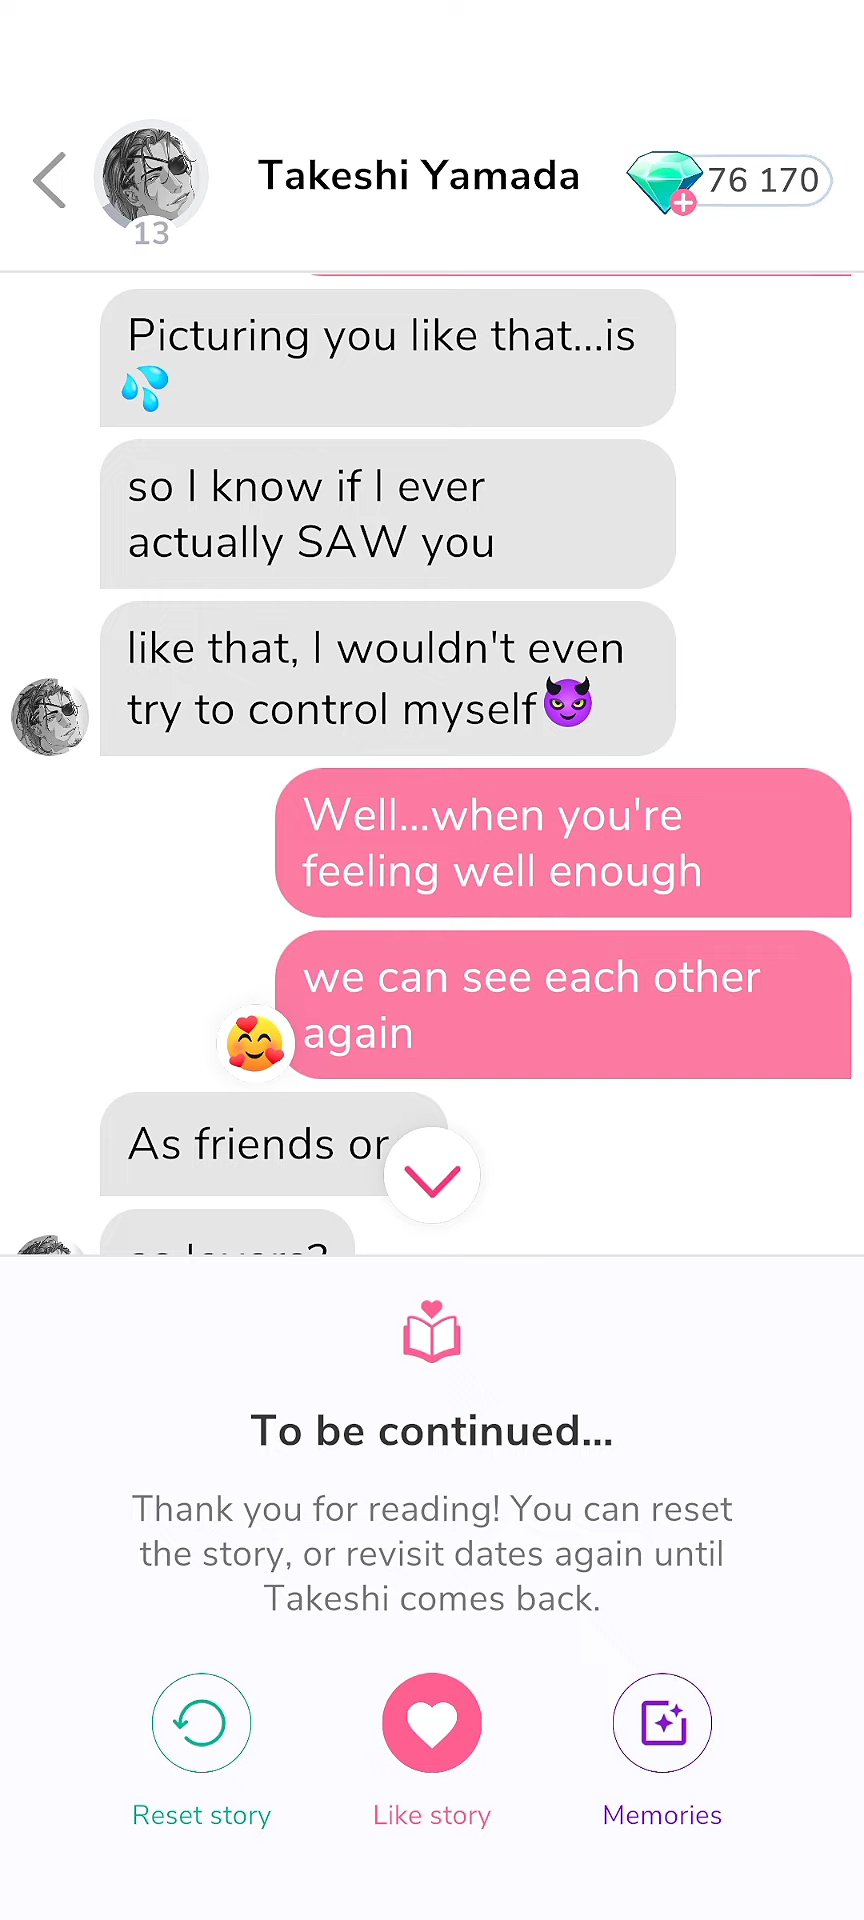 Takeshi Yamada
76 170
13
Picturing you like that...is
💦
so I know if I ever
actually SAW you
like that, I wouldn't even
try to control myself😈
Well...when you're
feeling well enough
we can see each other
again
As friends or
as lovers?
To be continued...
Thank you for reading! You can reset
the story, or revisit dates again until
Takeshi comes back.
Reset story
Like story
Memories